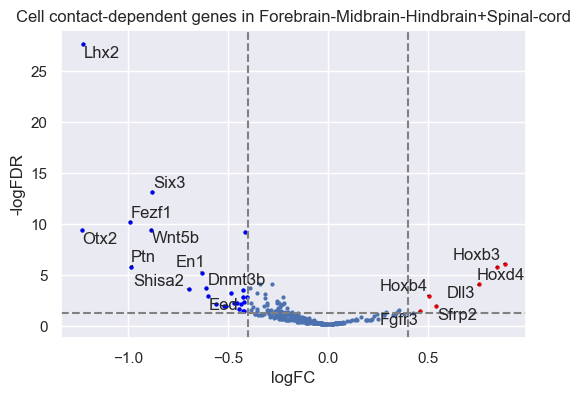 Cell contact-dependent genes in Forebrain-Midbrain-Hindbrain+Spinal-cord
-logFDR
25
20
15
10
5
0
Lhx2
Six3
Fezf1
Otx2
Wnt5b
Ptn
En1
Shisa2
Dnmt3b
Hoxb3
Hoxd4
Hoxb4
Dll3
Sfrp2
Fgfr3
−1.0
−0.5
0.0
0.5
logFC